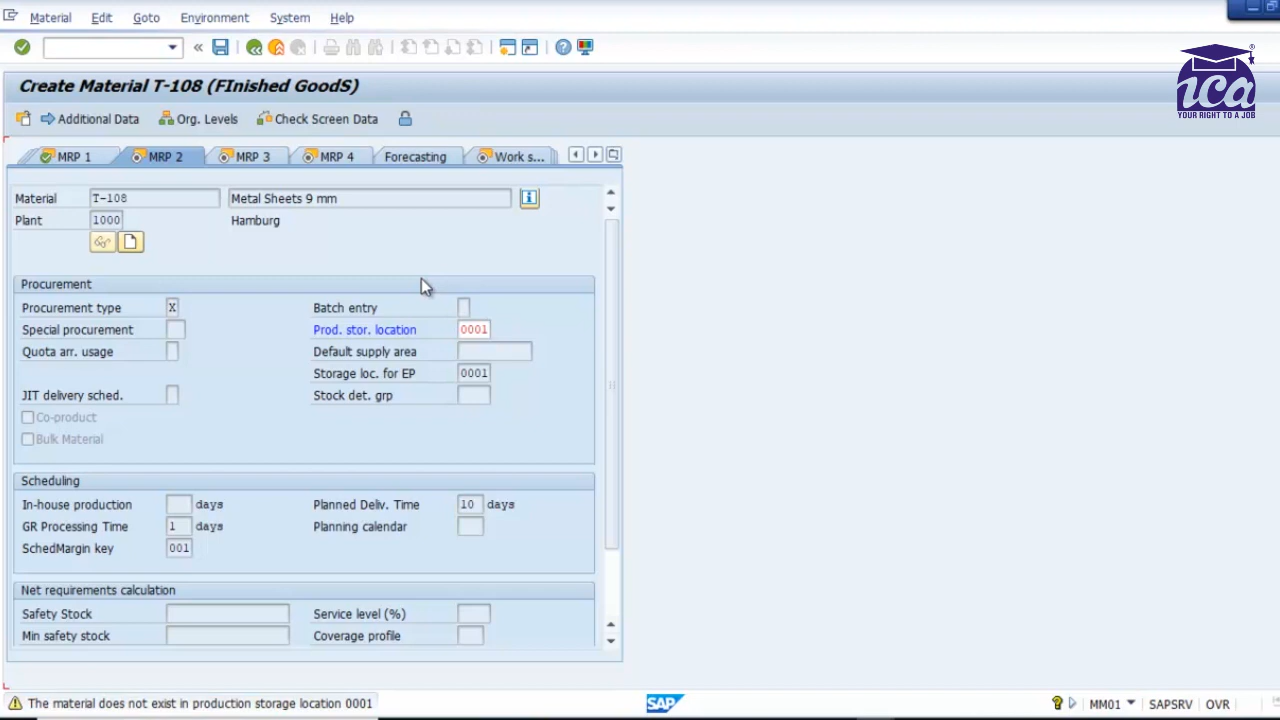 Material Edit Goto Environment System Help
Create Material T-108 (FInished GoodS)
Additional Data Org. Levels Check Screen Data
ica
YOUR RIGHT TO A JOB
MRP 1 MRP 2 MRP 3 MRP 4 Forecasting Work s...
Material T-108 Metal Sheets 9 mm
Plant 1000 Hamburg
Procurement
Procurement type X Batch entry
Special procurement Prod. stor. location 0001
Quota arr. usage Default supply area
Storage loc. for EP 0001
JIT delivery sched. Stock det. grp
Co-product
Bulk Material
Scheduling
In-house production days Planned Deliv. Time 10 days
GR Processing Time 1 days Planning calendar
SchedMargin key 001
Net requirements calculation
Safety Stock Service level (%)
Min safety stock Coverage profile
The material does not exist in production storage location 0001 SAP MM01 SAPSRV OVR